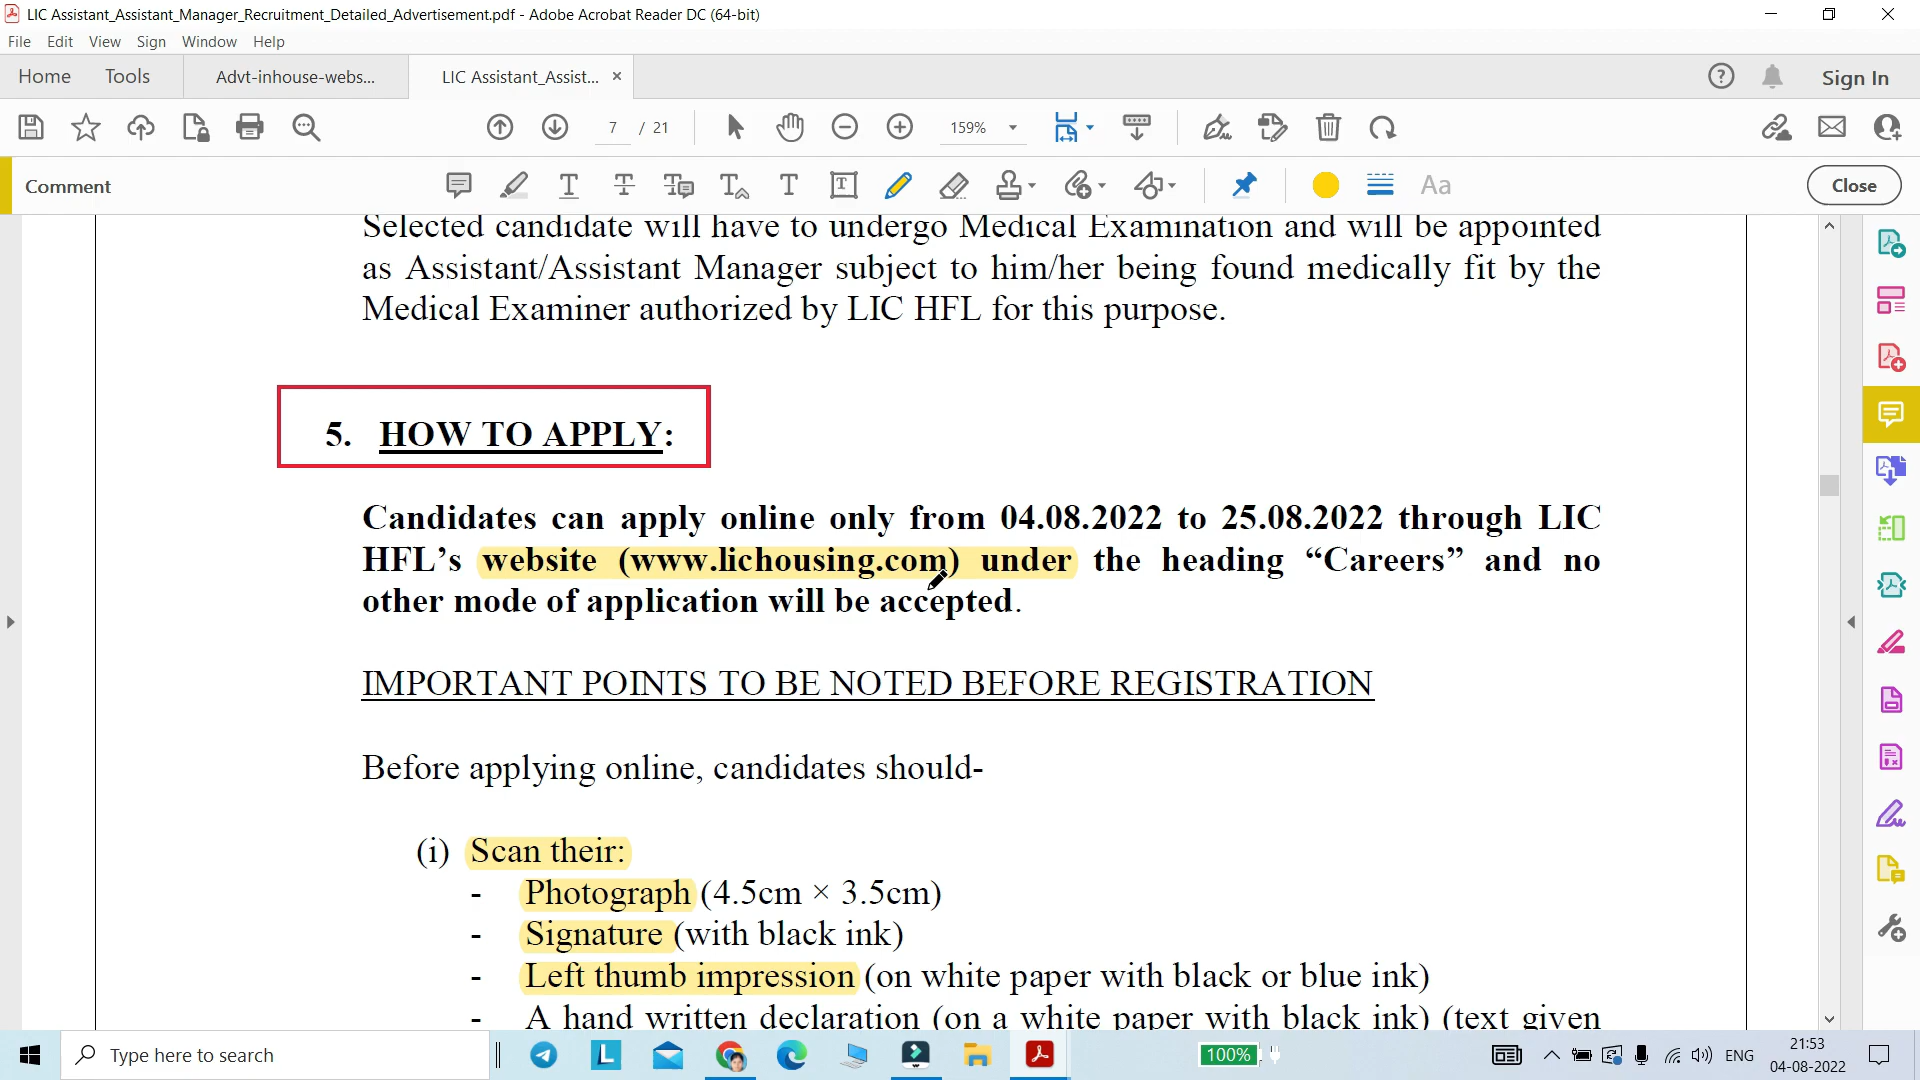 LIC Assistant_Assistant_Manager_Recruitment_Detailed_Advertisement.pdf - Adobe Acrobat Reader DC (64-bit)
File Edit View Sign Window Help
Home Tools Advt-inhouse-webs... LIC Assistant_Assist... × Sign In
7 / 21 159%
Comment Close
Selected candidate will have to undergo Medical Examination and will be appointed
as Assistant/Assistant Manager subject to him/her being found medically fit by the
Medical Examiner authorized by LIC HFL for this purpose.
5. HOW TO APPLY:
Candidates can apply online only from 04.08.2022 to 25.08.2022 through LIC
HFL’s website (www.lichousing.com) under the heading “Careers” and no
other mode of application will be accepted.
IMPORTANT POINTS TO BE NOTED BEFORE REGISTRATION
Before applying online, candidates should-
(i) Scan their:
- Photograph (4.5cm × 3.5cm)
- Signature (with black ink)
- Left thumb impression (on white paper with black or blue ink)
- A hand written declaration (on a white paper with black ink) (text given
Type here to search 100% ENG 21:53
04-08-2022